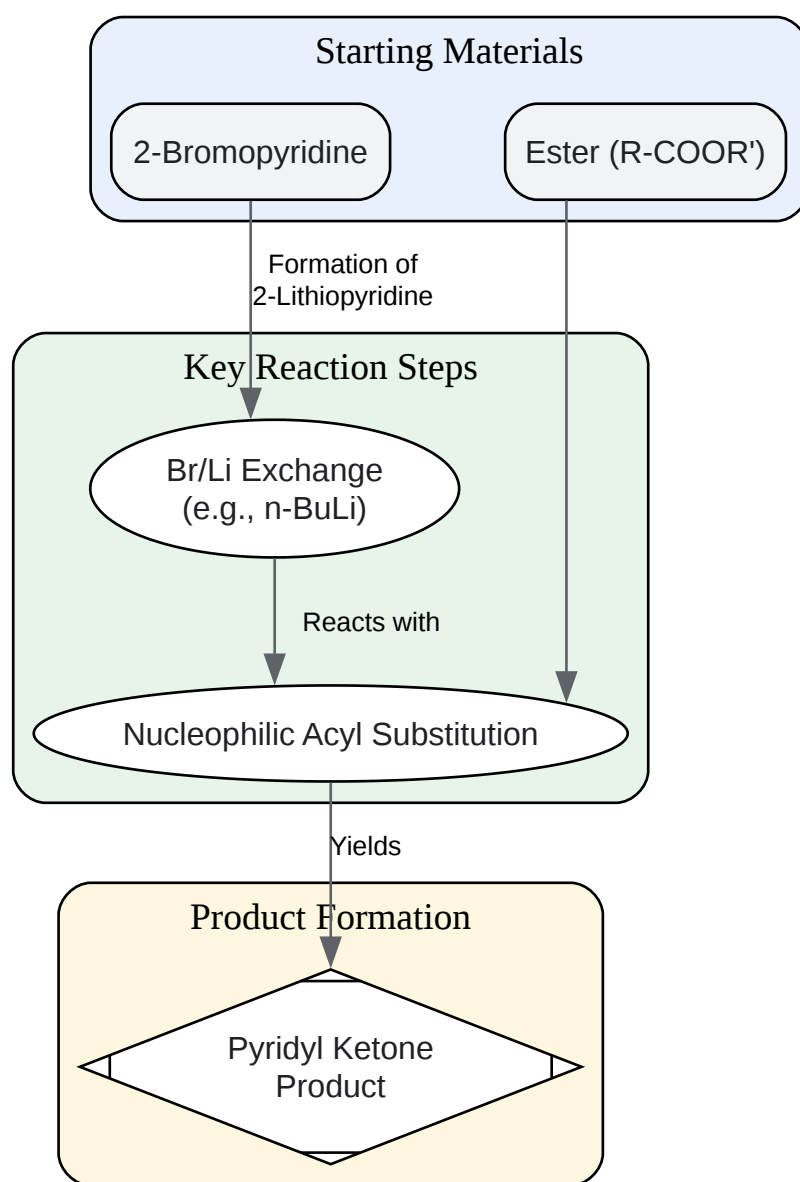 Starting Materials
2-Bromopyridine
Ester (R-COOR')
Formation of
2-Lithiopyridine
Key Reaction Steps
Br/Li Exchange
(e.g., n-BuLi)
Reacts with
Nucleophilic Acyl Substitution
Yields
Product Formation
Pyridyl Ketone
Product